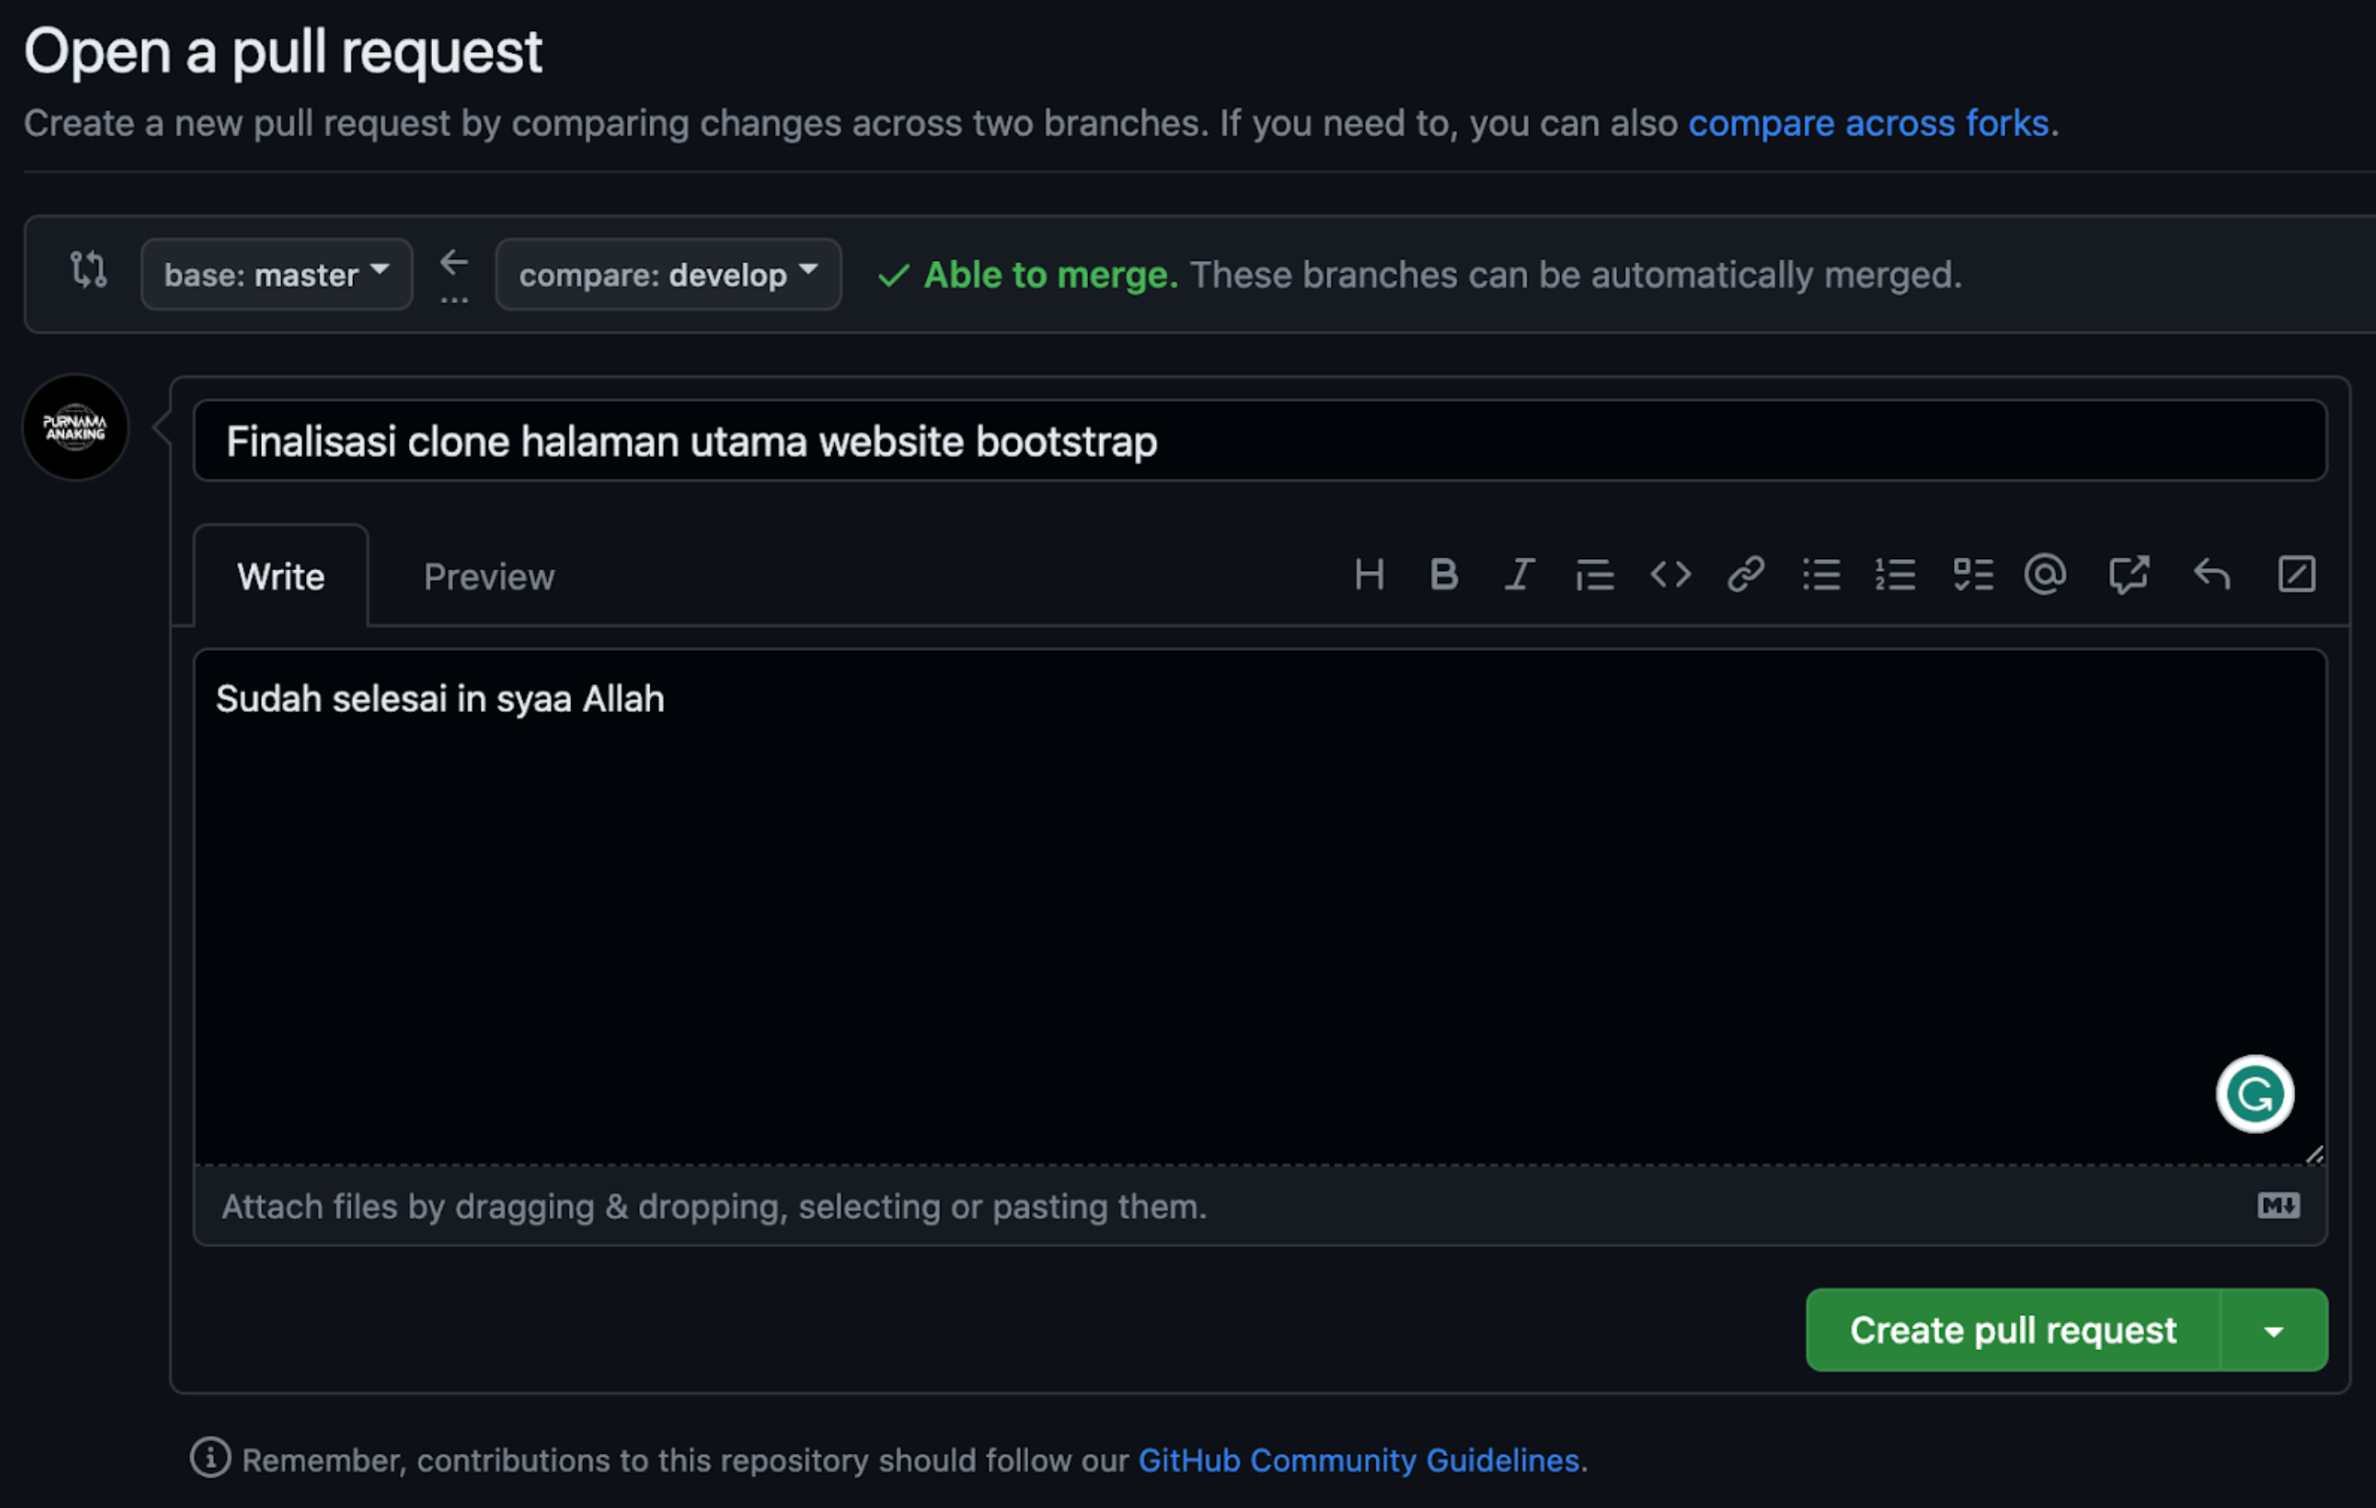 Open a pull request
Create a new pull request by comparing changes across two branches. If you need to, you can also compare across forks.
base: master ← ... compare: develop ✓ Able to merge. These branches can be automatically merged.
PURNAMA
ANAKING
Finalisasi clone halaman utama website bootstrap
Write Preview
Sudah selesai in syaa Allah
Attach files by dragging & dropping, selecting or pasting them.
Create pull request
Remember, contributions to this repository should follow our GitHub Community Guidelines.